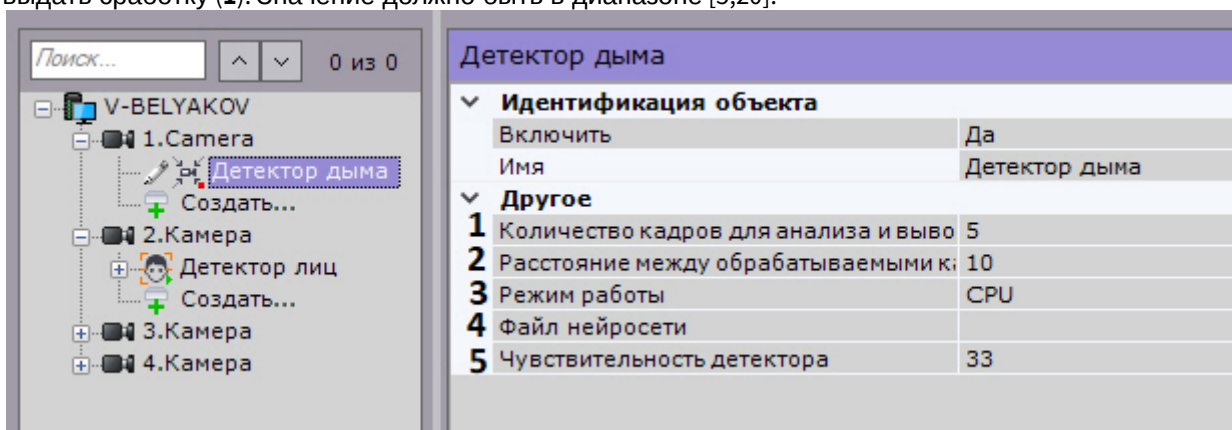 выдать сработку (1). Значение должно быть в диапазоне [5,20].
Поиск...
0 из 0
V-BELYAKOV
1.Camera
Детектор дыма
Создать...
2.Камера
Детектор лиц
Создать...
3.Камера
4.Камера
Детектор дыма
Идентификация объекта
Включить Да
Имя Детектор дыма
Другое
1 Количество кадров для анализа и выво 5
2 Расстояние между обрабатываемыми к 10
3 Режим работы CPU
4 Файл нейросети
5 Чувствительность детектора 33